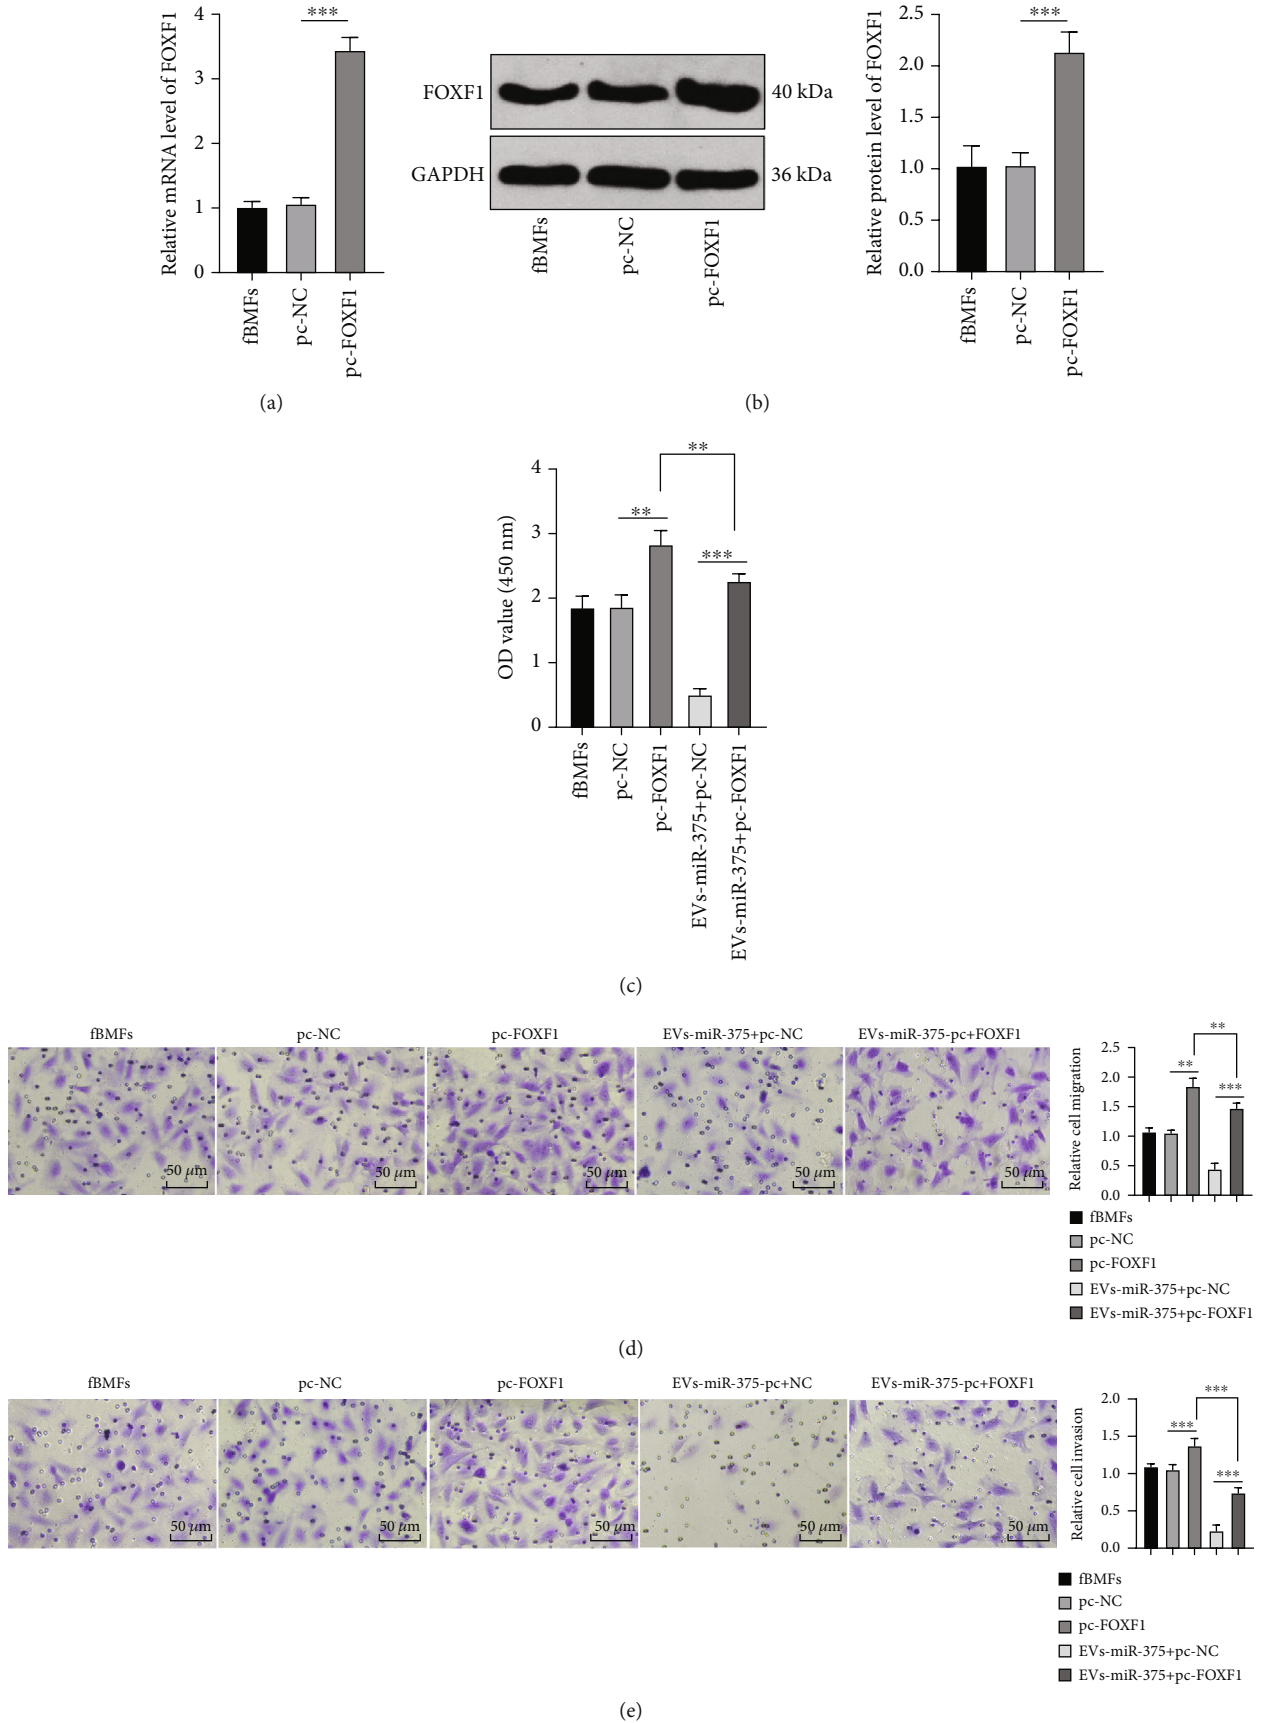 Relative mRNA level of FOXF1
4
3
2
1
0
***
fBMFs
pc-NC
pc-FOXF1
(a)
FOXF1
40 kDa
GAPDH
36 kDa
fBMFs
pc-NC
pc-FOXF1
Relative protein level of FOXF1
2.5
2.0
1.5
1.0
0.5
0.0
***
fBMFs
pc-NC
pc-FOXF1
(b)
OD value (450 nm)
4
3
2
1
0
**
**
***
fBMFs
pc-NC
pc-FOXF1
EVs-miR-375+pc-NC
EVs-miR-375+pc-FOXF1
(c)
fBMFs
pc-NC
pc-FOXF1
EVs-miR-375+pc-NC
EVs-miR-375-pc+FOXF1
50 μm
50 μm
50 μm
50 μm
50 μm
Relative cell migration
2.5
2.0
1.5
1.0
0.5
0.0
**
**
***
fBMFs
pc-NC
pc-FOXF1
EVs-miR-375+pc-NC
EVs-miR-375+pc-FOXF1
(d)
fBMFs
pc-NC
pc-FOXF1
EVs-miR-375-pc+NC
EVs-miR-375-pc+FOXF1
50 μm
50 μm
50 μm
50 μm
50 μm
Relative cell invasion
2.0
1.5
1.0
0.5
0.0
***
***
***
fBMFs
pc-NC
pc-FOXF1
EVs-miR-375+pc-NC
EVs-miR-375+pc-FOXF1
(e)